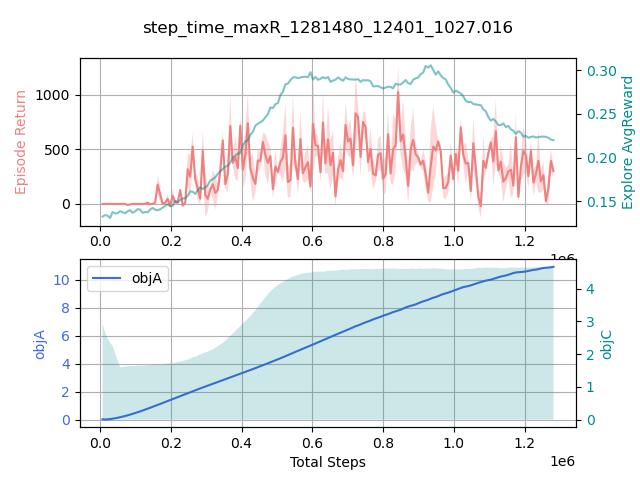 step_time_maxR_1281480_12401_1027.016
Episode Return
1000
500
0
0.30
0.25
0.20
0.15
Explore AvgReward
0.0 0.2 0.4 0.6 0.8 1.0 1.2
1e6
objA
objA
10
8
6
4
2
0
4
3
2
1
0
objC
0.0 0.2 0.4 0.6 0.8 1.0 1.2
Total Steps
1e6